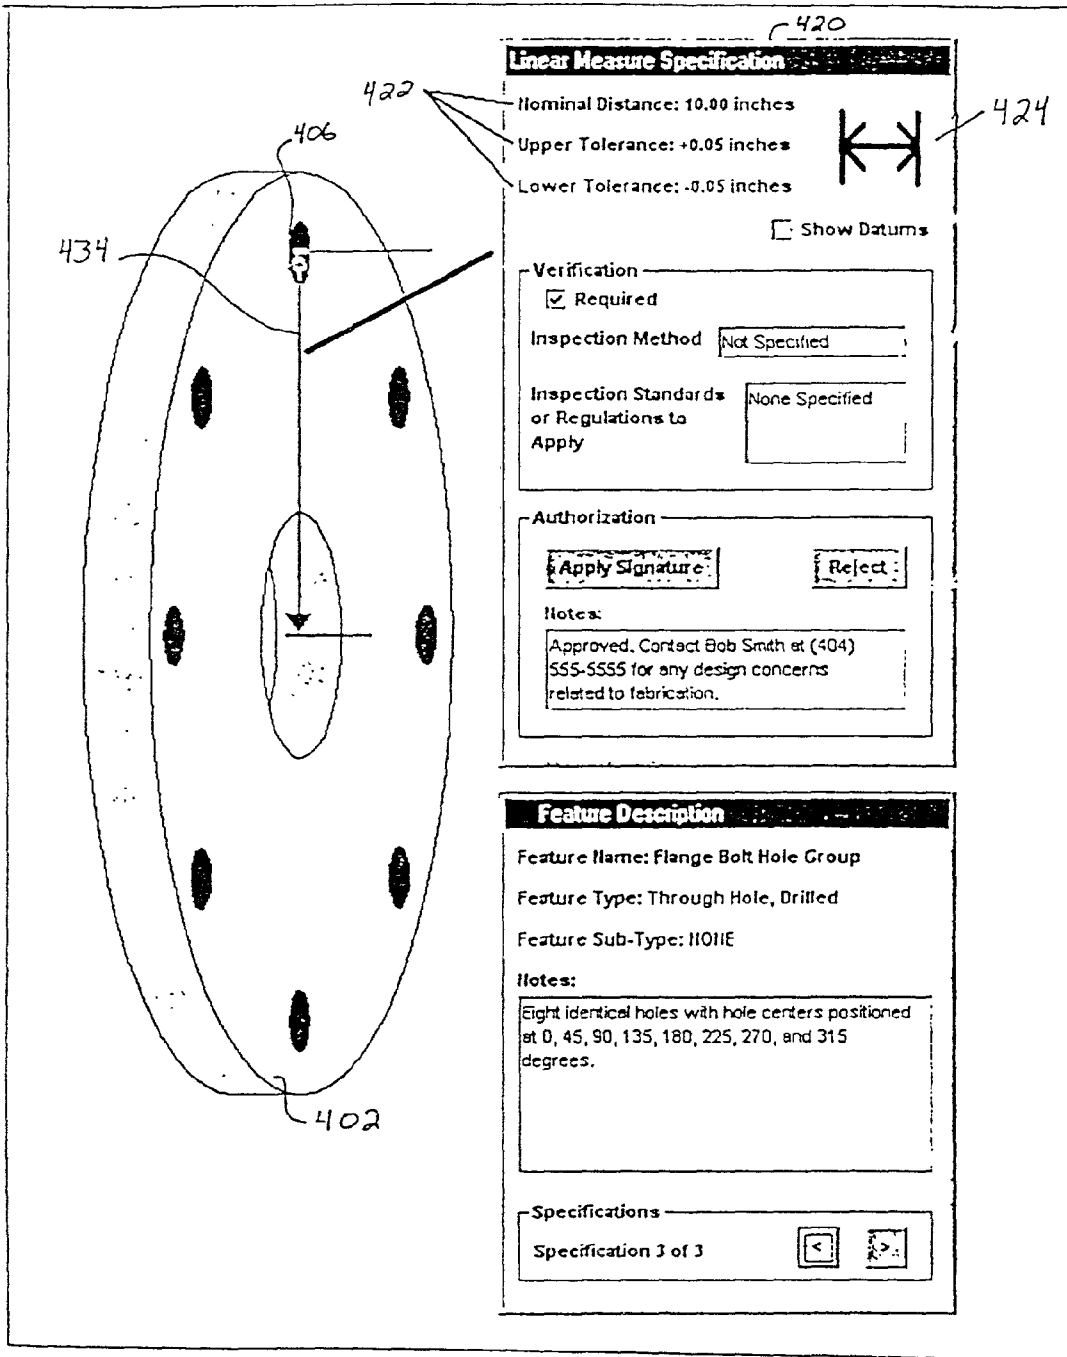 420
Linear Measure Specification
422
Nominal Distance: 10.00 inches
424
406
Upper Tolerance: +0.05 inches
Lower Tolerance: -0.05 inches
434
Show Datums
Verification
Required
Inspection Method
Not Specified
Inspection Standards
or Regulations to
Apply
None Specified
Authorization
Apply Signature
Reject
Notes:
Approved. Contact Bob Smith at (404)
555-5555 for any design concerns
related to fabrication.
Feature Description
Feature Name: Flange Bolt Hole Group
Feature Type: Through Hole, Drilled
Feature Sub-Type: NONE
Notes:
Eight identical holes with hole centers positioned
at 0, 45, 90, 135, 180, 225, 270, and 315
degrees.
402
Specifications
Specification 3 of 3
<
>